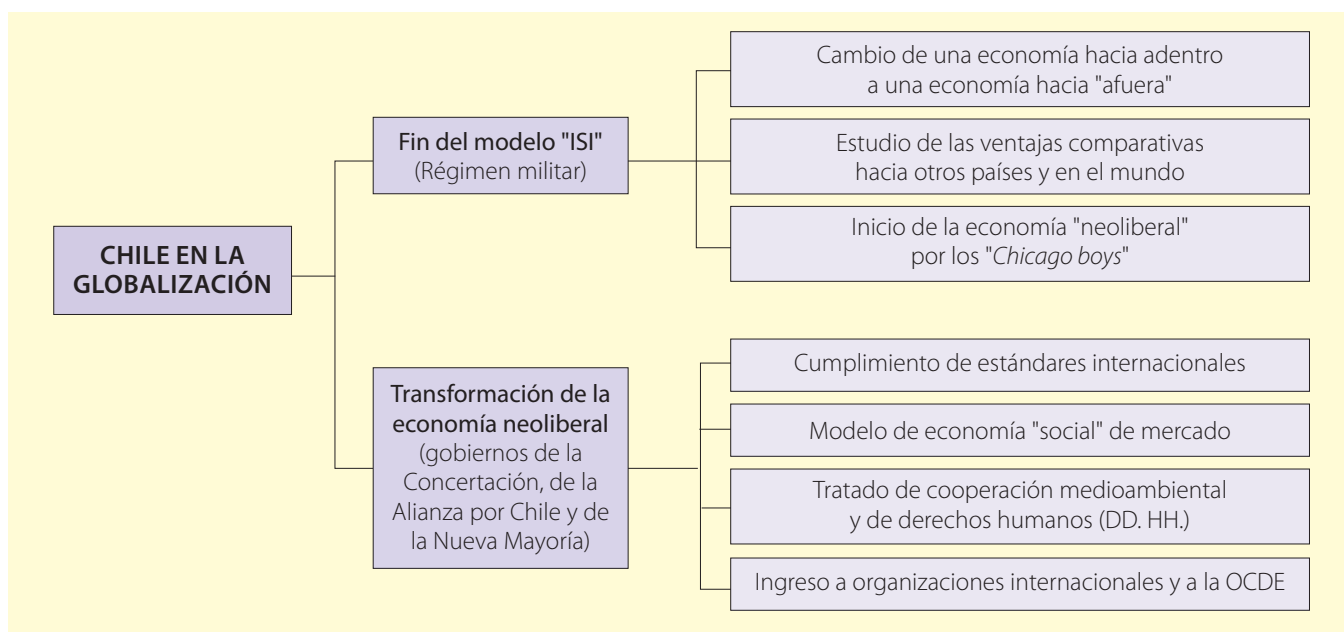 CHILE EN LA
GLOBALIZACIÓN
Fin del modelo "ISI"
(Régimen militar)
Cambio de una economía hacia adentro
a una economía hacia "afuera"
Estudio de las ventajas comparativas
hacia otros países y en el mundo
Inicio de la economía "neoliberal"
por los "Chicago boys"
Transformación de la
economía neoliberal
(gobiernos de la
Concertación, de la
Alianza por Chile y de
la Nueva Mayoría)
Cumplimiento de estándares internacionales
Modelo de economía "social" de mercado
Tratado de cooperación medioambiental
y de derechos humanos (DD. HH.)
Ingreso a organizaciones internacionales y a la OCDE